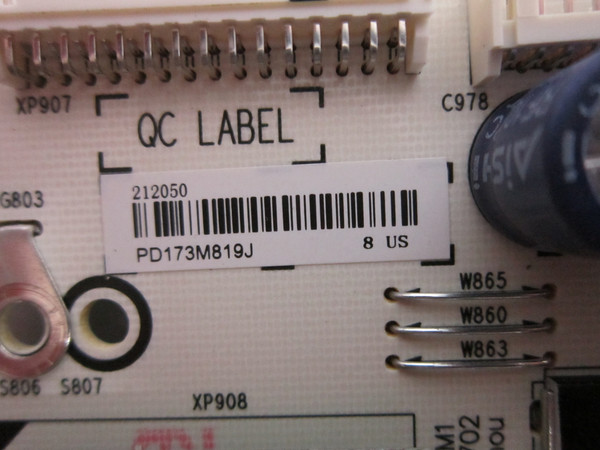 XP907
C978
QC LABEL
212050
PD173M819J
8 US
G803
W865
W860
W863
S806
S807
XP908